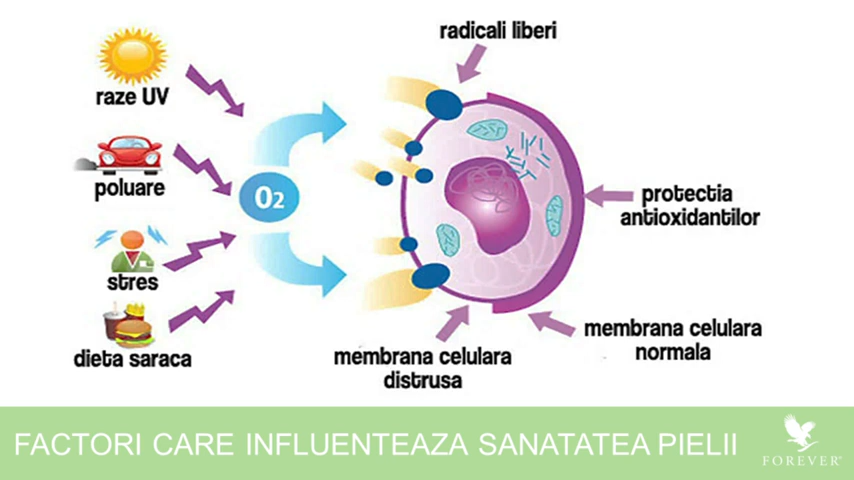 radicali liberi
raze UV
poluare
O2
protectia
antioxidantilor
stres
dieta saraca
membrana celulara
distrusa
membrana celulara
normala
FACTORI CARE INFLUENTEAZA SANATATEA PIELII
FOREVER